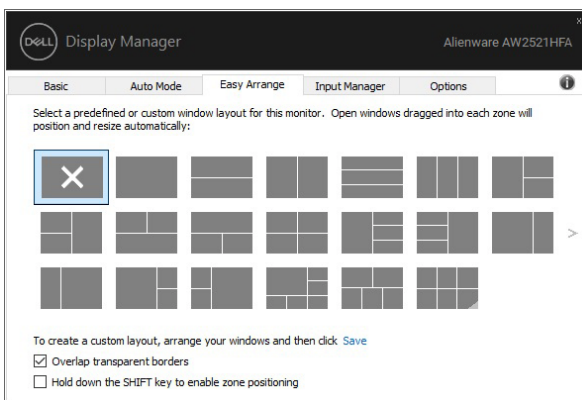 DELL Display Manager
Alienware AW2521HFA
x
Basic Auto Mode Easy Arrange Input Manager Options i
Select a predefined or custom window layout for this monitor. Open windows dragged into each zone will
position and resize automatically:
>
To create a custom layout, arrange your windows and then click Save
Overlap transparent borders
Hold down the SHIFT key to enable zone positioning